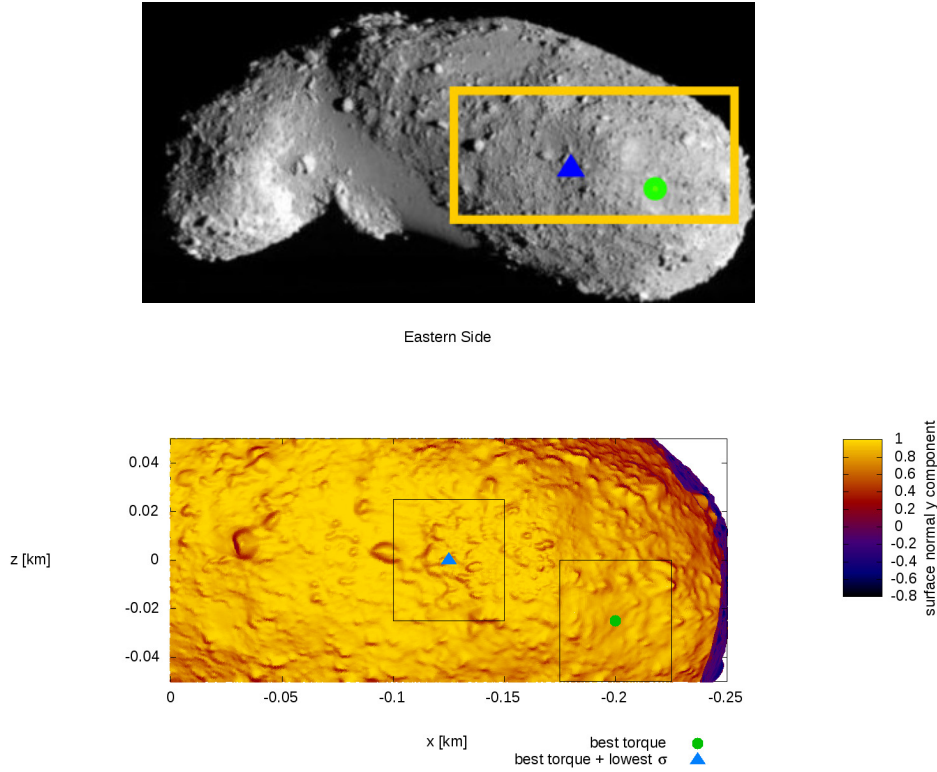 Eastern Side
0.04
0.02
0
-0.02
-0.04
z [km]
0 -0.05 -0.1 -0.15 -0.2 -0.25
x [km]
1
0.8
0.6
0.4
0.2
0
-0.2
-0.4
-0.6
-0.8
surface normal y component
best torque
best torque + lowest σ